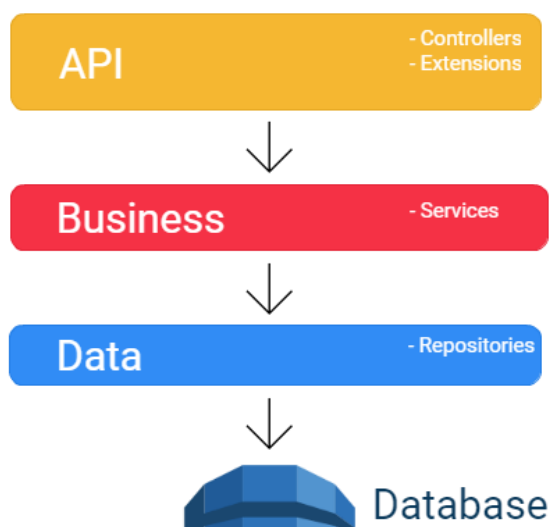 API
- Controllers
- Extensions
Business
- Services
Data
- Repositories
Database